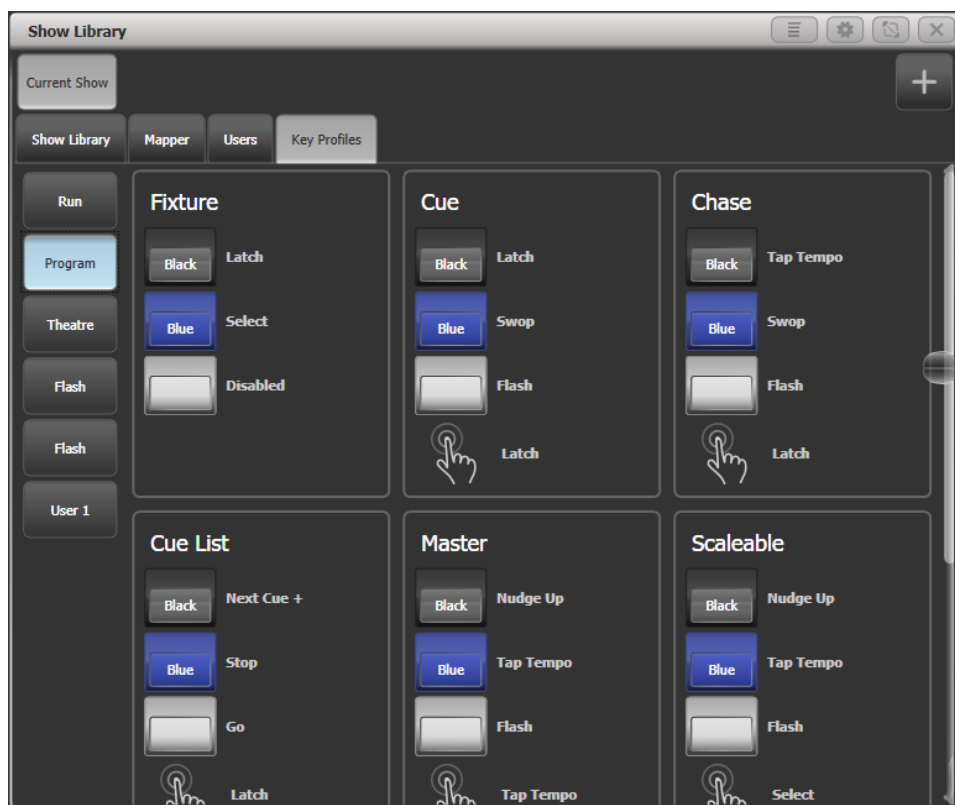 Show Library
Current Show
Show Library Mapper Users Key Profiles
Run
Program
Theatre
Flash
Flash
User 1
Fixture
Black Latch
Blue Select
Disabled
Cue
Black Latch
Blue Swop
Flash
Latch
Chase
Black Tap Tempo
Blue Swop
Flash
Latch
Cue List
Black Next Cue +
Blue Stop
Go
Latch
Master
Black Nudge Up
Blue Tap Tempo
Flash
Tap Tempo
Scaleable
Black Nudge Up
Blue Tap Tempo
Flash
Select